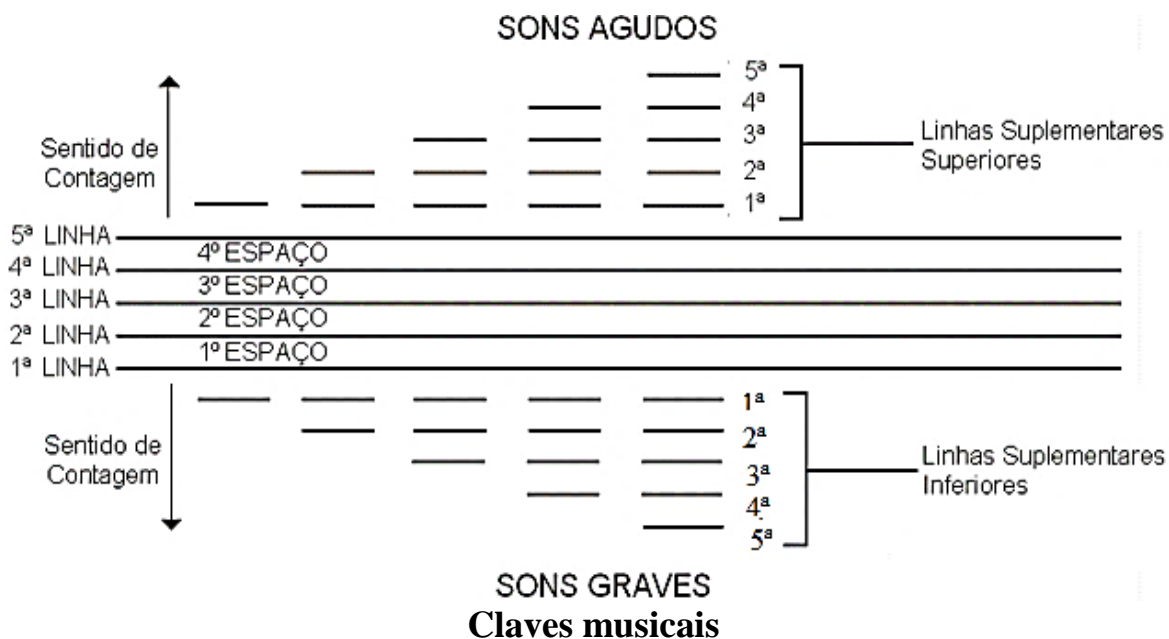 SONS AGUDOS
5ª
4ª
3ª
2ª
1ª
Sentido de
Contagem
Linhas Suplementares
Superiores
5ª LINHA
4º ESPAÇO
4ª LINHA
3º ESPAÇO
3ª LINHA
2º ESPAÇO
2ª LINHA
1º ESPAÇO
1ª LINHA
1ª
2ª
3ª
4ª
5ª
Sentido de
Contagem
Linhas Suplementares
Inferiores
SONS GRAVES
Claves musicais